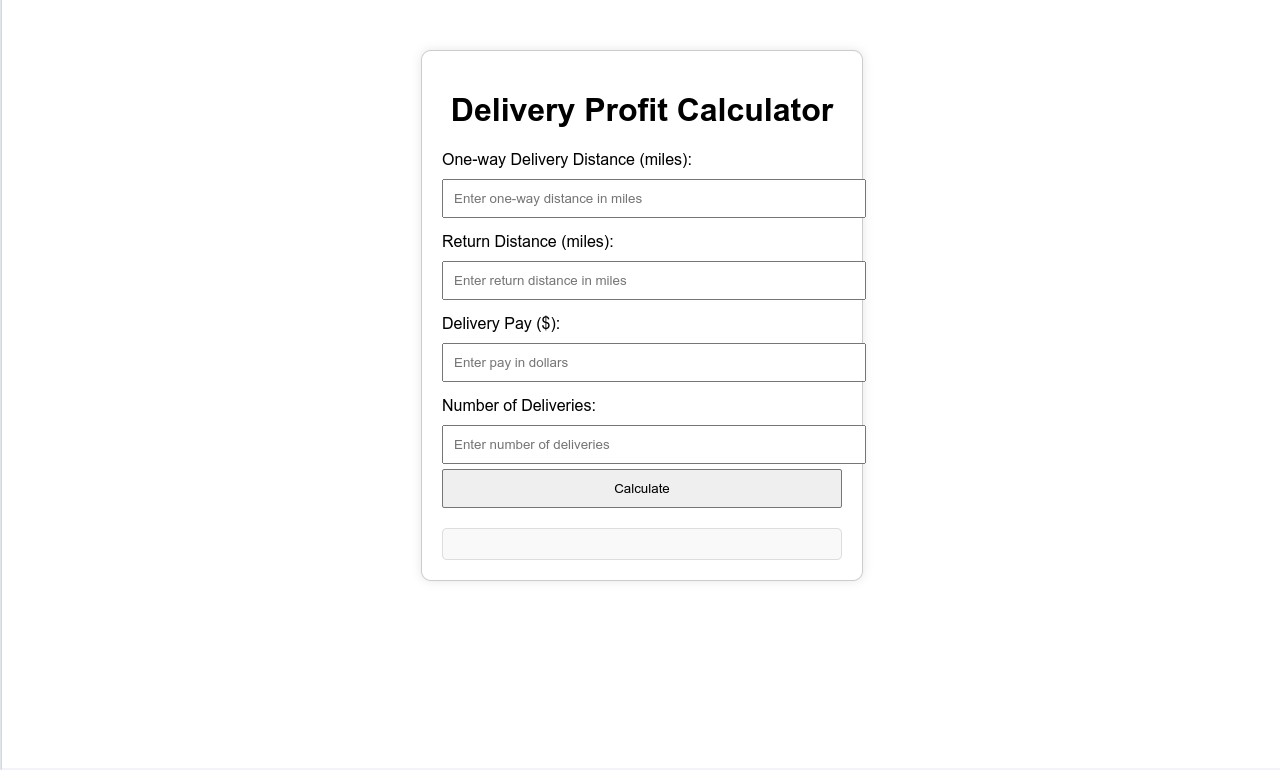 Delivery Profit Calculator
One-way Delivery Distance (miles):
Enter one-way distance in miles
Return Distance (miles):
Enter return distance in miles
Delivery Pay ($):
Enter pay in dollars
Number of Deliveries:
Enter number of deliveries
Calculate